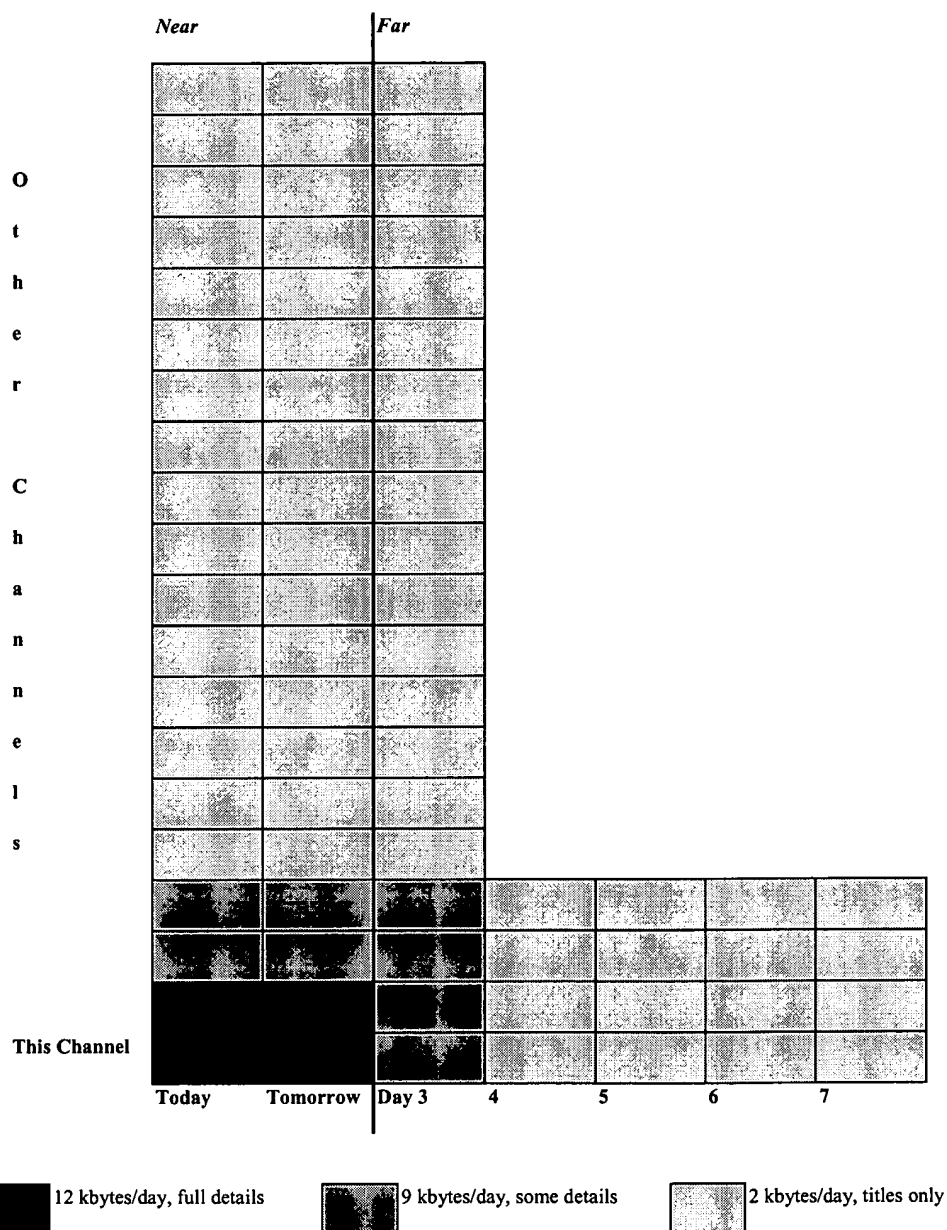 Near Far
O
t
h
e
r
C
h
a
n
n
e
l
s
This Channel
Today Tomorrow Day 3 4 5 6 7
12 kbytes/day, full details 9 kbytes/day, some details 2 kbytes/day, titles only